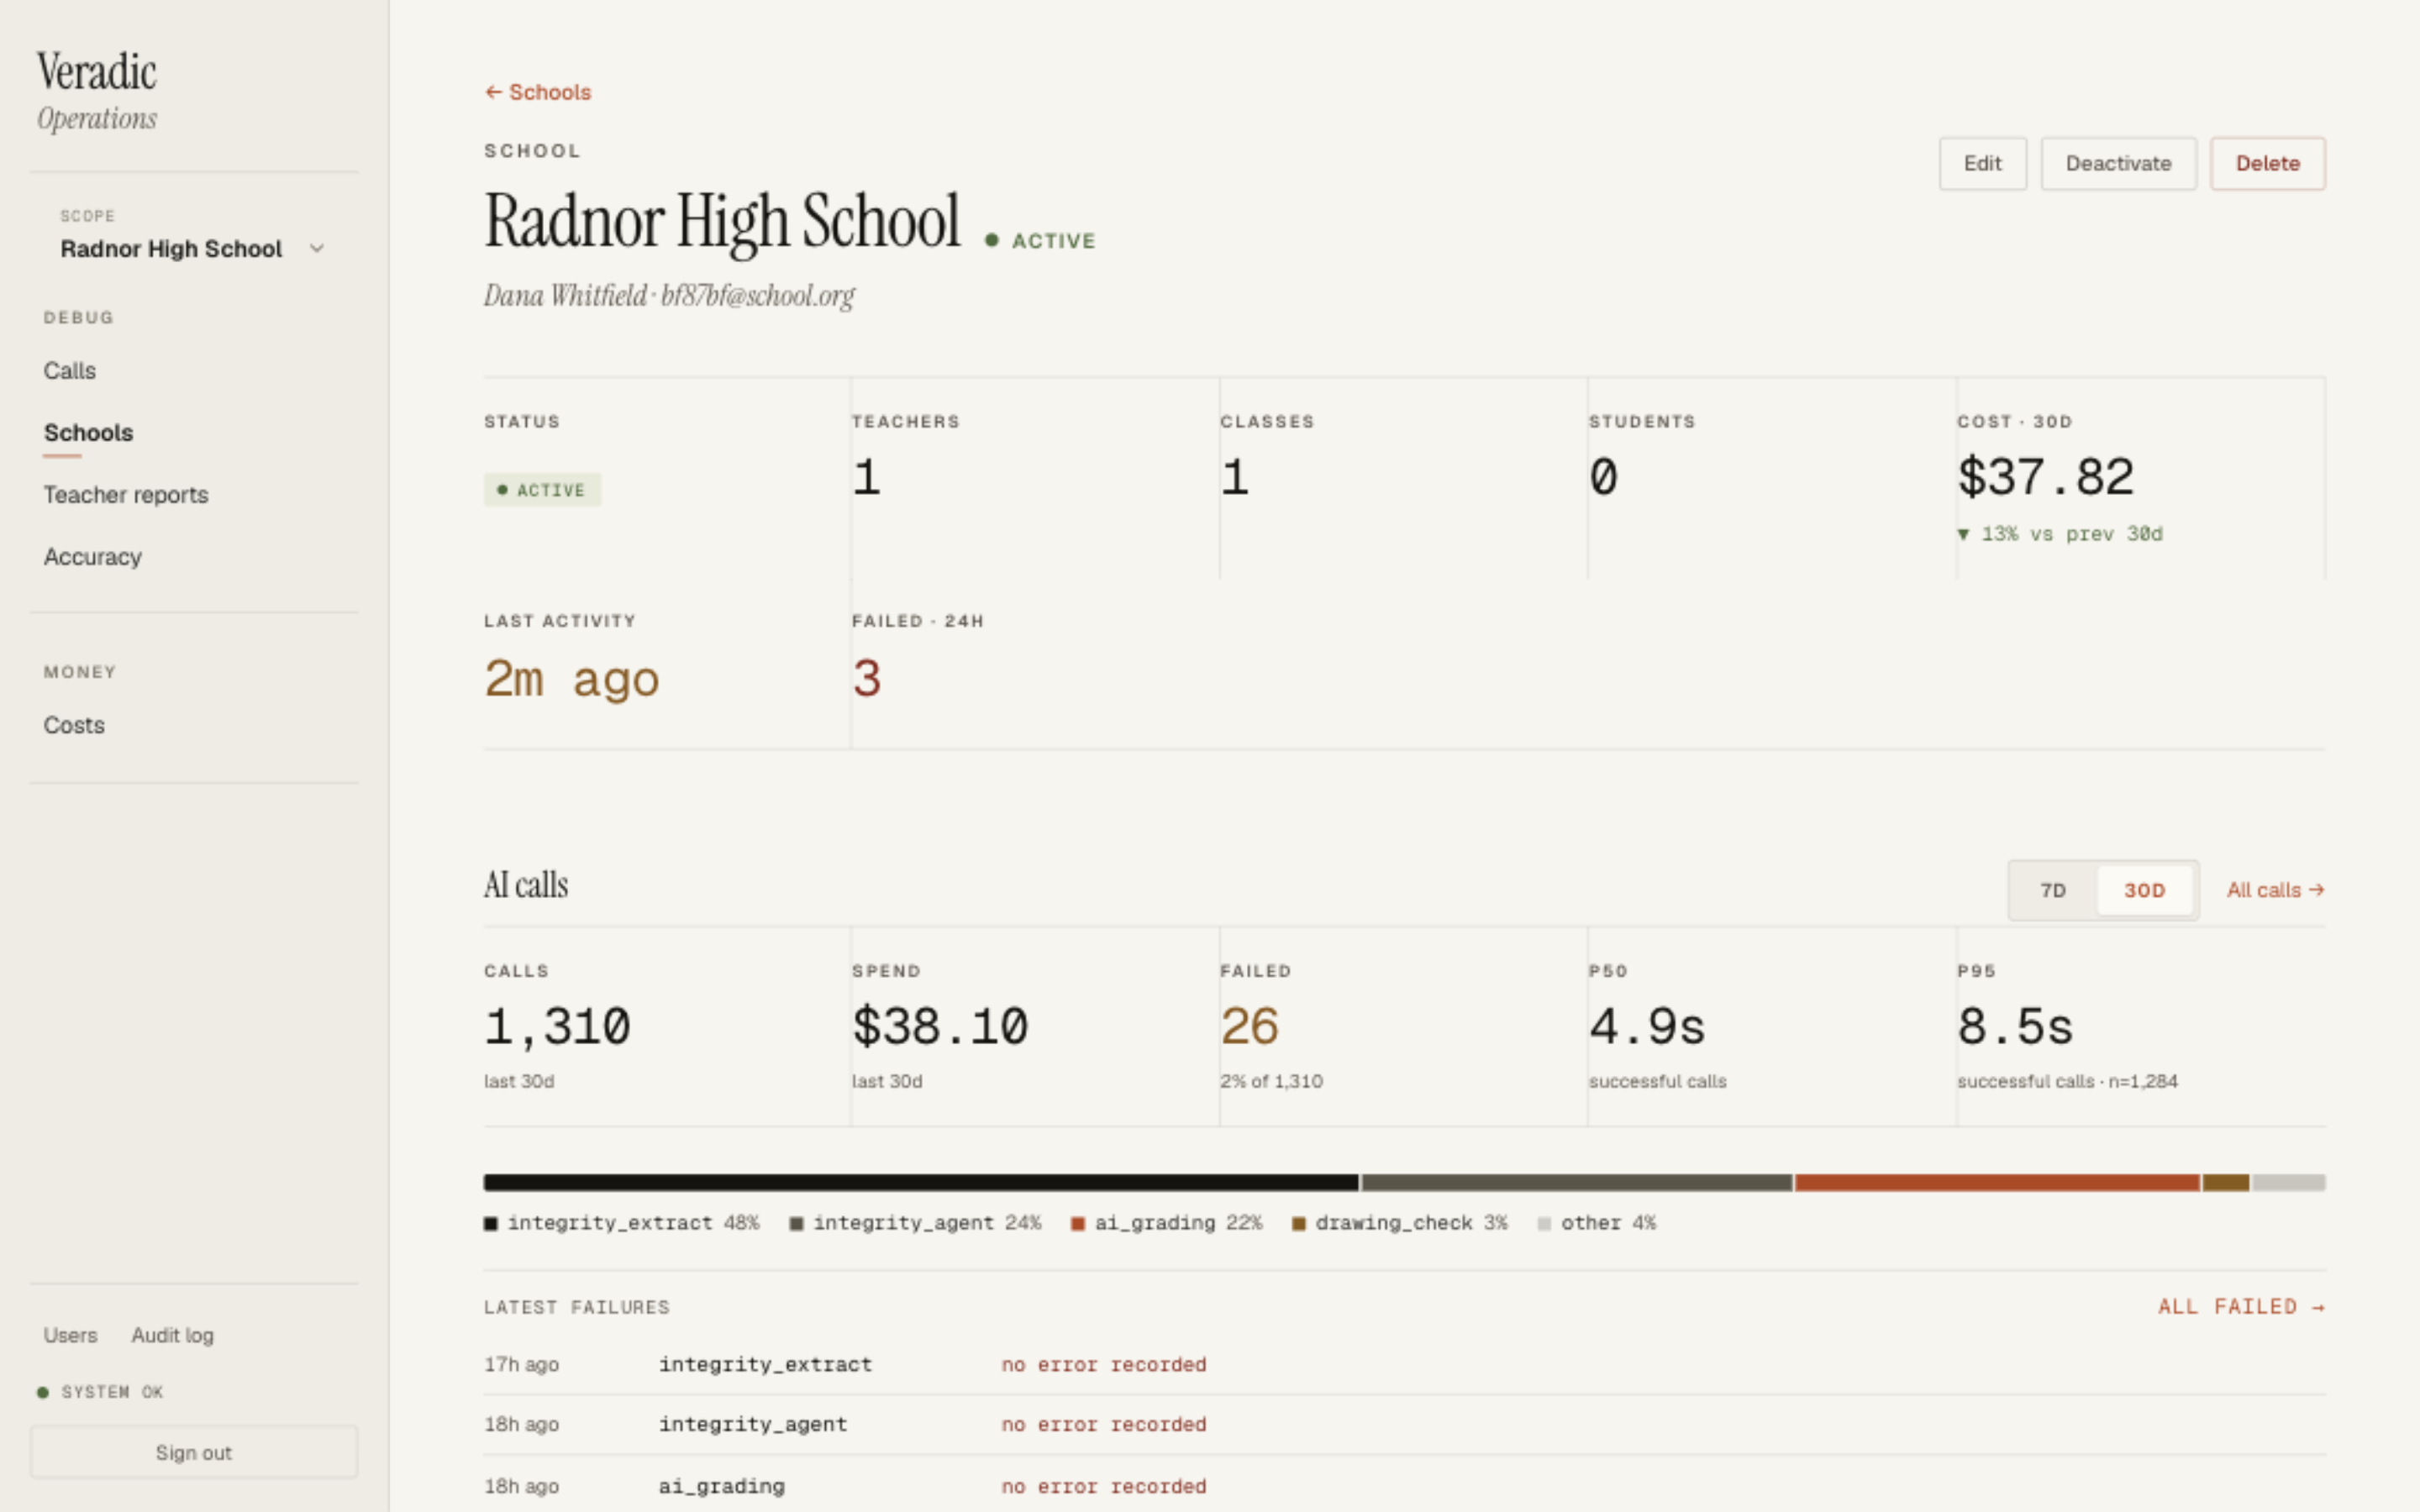 Veradic
Operations
SCOPE
Radnor High School
DEBUG
Calls
Schools
Teacher reports
Accuracy
MONEY
Costs
Users Audit log
SYSTEM OK
Sign out
← Schools
SCHOOL
Edit Deactivate Delete
Radnor High School ACTIVE
Dana Whitfield · bf87bf@school.org
STATUS TEACHERS CLASSES STUDENTS COST · 30D
ACTIVE 1 1 0 $37.82
▼ 13% vs prev 30d
LAST ACTIVITY FAILED · 24H
2m ago 3
AI calls 7D 30D All calls →
CALLS SPEND FAILED P50 P95
1,310 $38.10 26 4.9s 8.5s
last 30d last 30d 2% of 1,310 successful calls successful calls · n=1,284
integrity_extract 48% integrity_agent 24% ai_grading 22% drawing_check 3% other 4%
LATEST FAILURES ALL FAILED →
17h ago integrity_extract no error recorded
18h ago integrity_agent no error recorded
18h ago ai_grading no error recorded